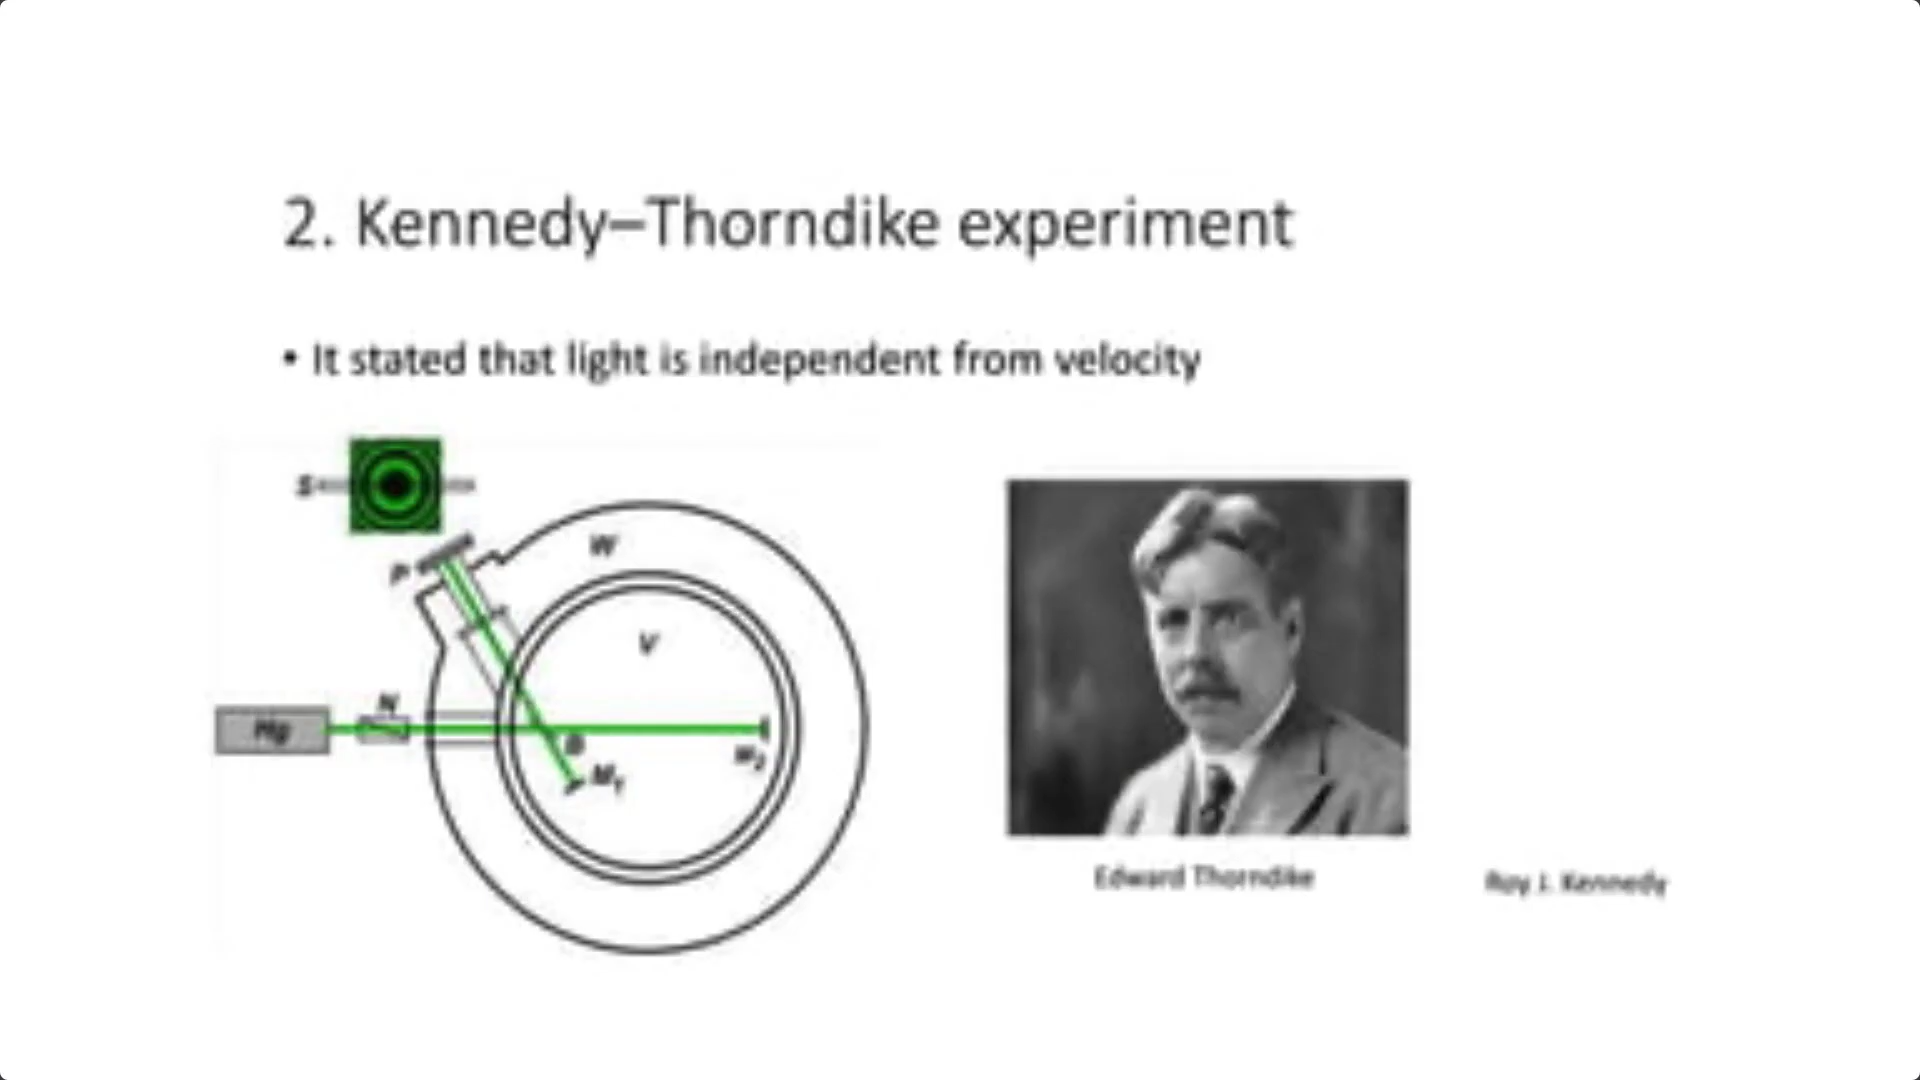 2. Kennedy–Thorndike experiment
• It stated that light is independent from velocity
S
P
W
V
N
Hg
B
M1
M2
Edward Thorndike
Roy J. Kennedy